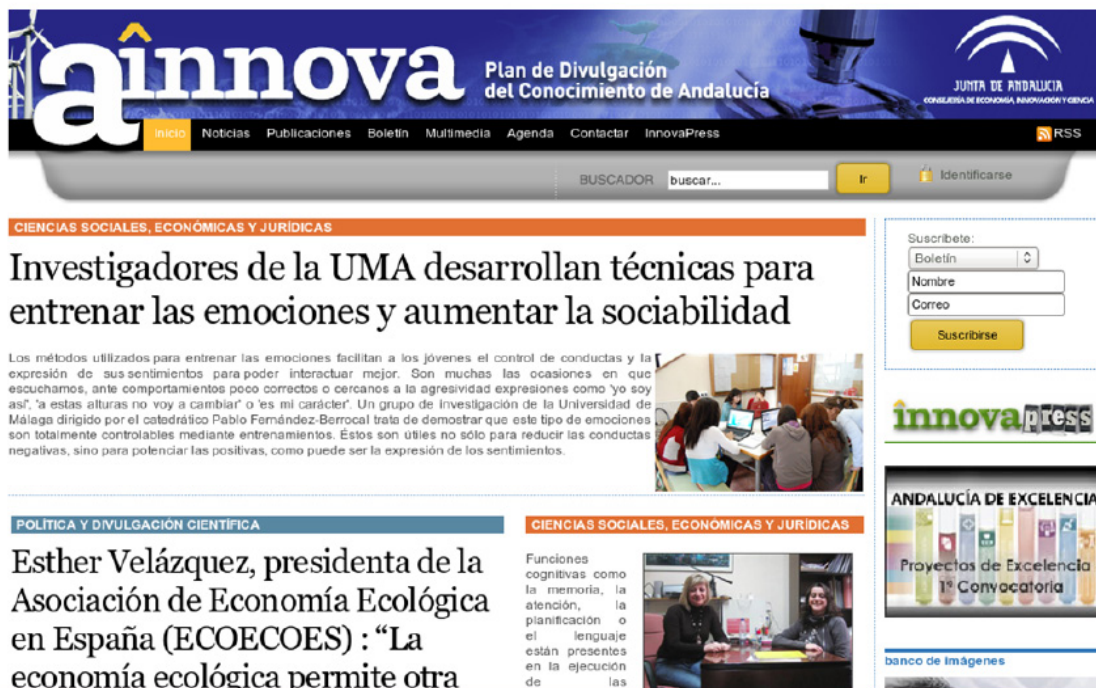 aînnova
Plan de Divulgación
del Conocimiento de Andalucía
JUNTA DE ANDALUCIA
CONSEJERÍA DE ECONOMÍA, INNOVACIÓN Y CIENCIA
Inicio Noticias Publicaciones Boletín Multimedia Agenda Contactar InnovaPress RSS
BUSCADOR buscar... Ir Identificarse
CIENCIAS SOCIALES, ECONÓMICAS Y JURÍDICAS
Investigadores de la UMA desarrollan técnicas para
entrenar las emociones y aumentar la sociabilidad
Los métodos utilizados para entrenar las emociones facilitan a los jóvenes el control de conductas y la
expresión de sus sentimientos para poder interactuar mejor. Son muchas las ocasiones en que
escuchamos, ante comportamientos poco correctos o cercanos a la agresividad expresiones como 'yo soy
así', 'a estas alturas no voy a cambiar' o 'es mi carácter'. Un grupo de investigación de la Universidad de
Málaga dirigido por el catedrático Pablo Fernández-Berrocal trata de demostrar que este tipo de emociones
son totalmente controlables mediante entrenamientos. Éstos son útiles no sólo para reducir las conductas
negativas, sino para potenciar las positivas, como puede ser la expresión de los sentimientos.
Suscríbete:
Boletín
Nombre
Correo
Suscribirse
înnovapress
ANDALUCÍA DE EXCELENCIA
Proyectos de Excelencia
1ª Convocatoria
banco de imágenes
POLÍTICA Y DIVULGACIÓN CIENTÍFICA
Esther Velázquez, presidenta de la
Asociación de Economía Ecológica
en España (ECOECOES) : “La
economía ecológica permite otra
CIENCIAS SOCIALES, ECONÓMICAS Y JURÍDICAS
Funciones
cognitivas como
la memoria, la
atención, la
planificación o
el lenguaje
están presentes
en la ejecución
de las